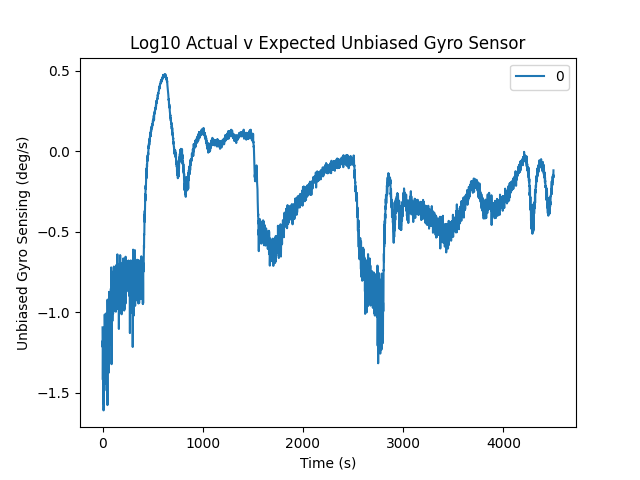 Log10 Actual v Expected Unbiased Gyro Sensor
0
Unbiased Gyro Sensing (deg/s)
0.5
0.0
−0.5
−1.0
−1.5
0 1000 2000 3000 4000
Time (s)